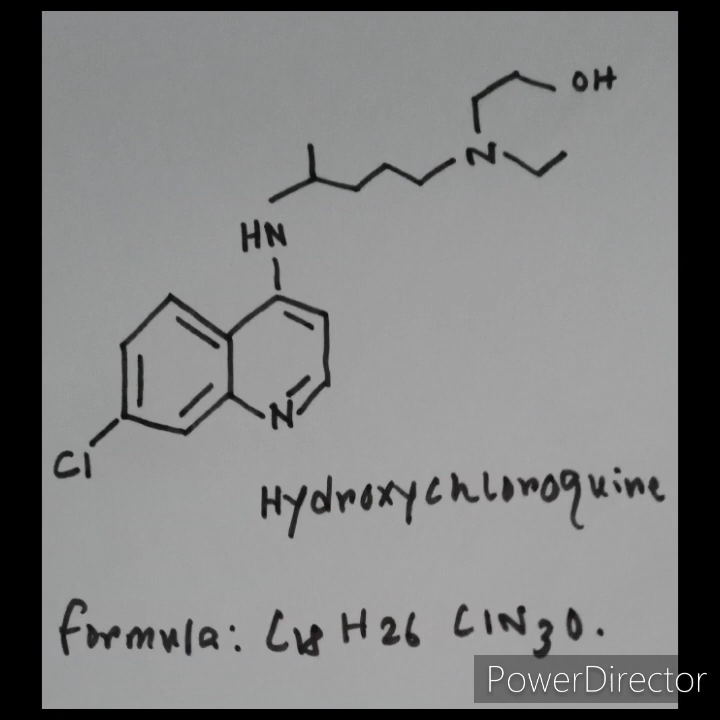 OH
N
HN
N
Cl
Hydroxychloroquine
formula: C18 H26 ClN3O.
PowerDirector